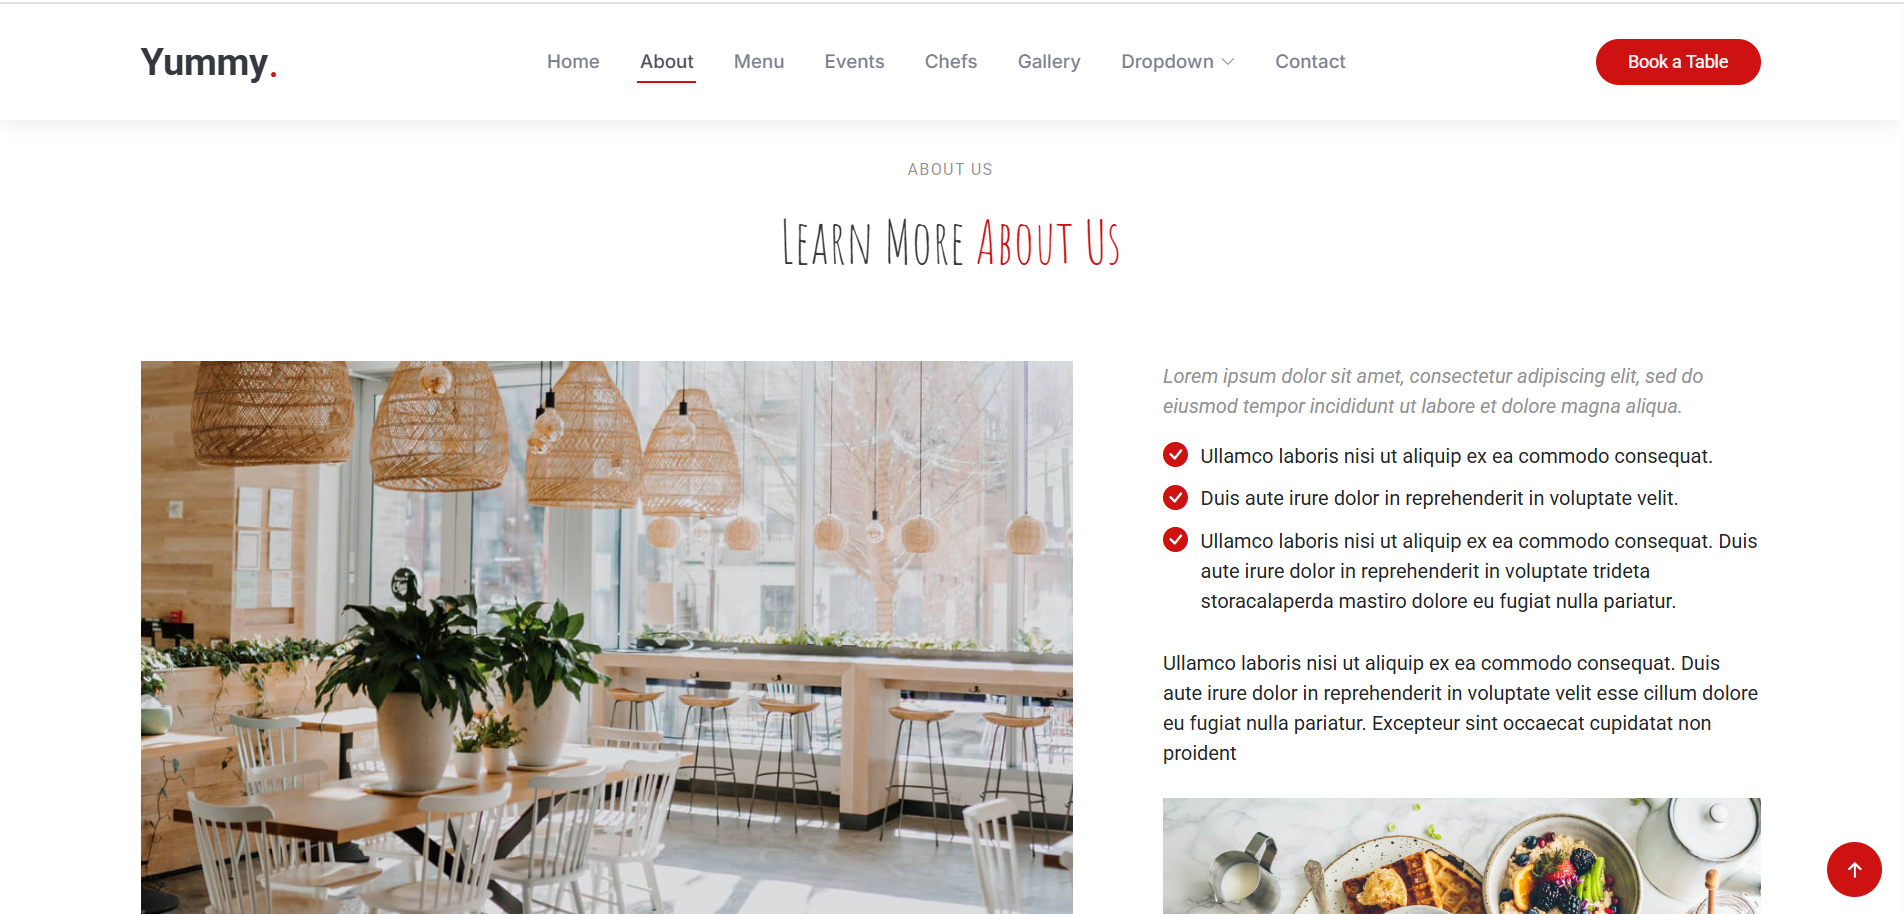 Yummy.
Home About Menu Events Chefs Gallery Dropdown Contact
Book a Table
ABOUT US
Learn More About Us
Lorem ipsum dolor sit amet, consectetur adipiscing elit, sed do
eiusmod tempor incididunt ut labore et dolore magna aliqua.
Ullamco laboris nisi ut aliquip ex ea commodo consequat.
Duis aute irure dolor in reprehenderit in voluptate velit.
Ullamco laboris nisi ut aliquip ex ea commodo consequat. Duis
aute irure dolor in reprehenderit in voluptate trideta
storacalaperda mastiro dolore eu fugiat nulla pariatur.
Ullamco laboris nisi ut aliquip ex ea commodo consequat. Duis
aute irure dolor in reprehenderit in voluptate velit esse cillum dolore
eu fugiat nulla pariatur. Excepteur sint occaecat cupidatat non
proident